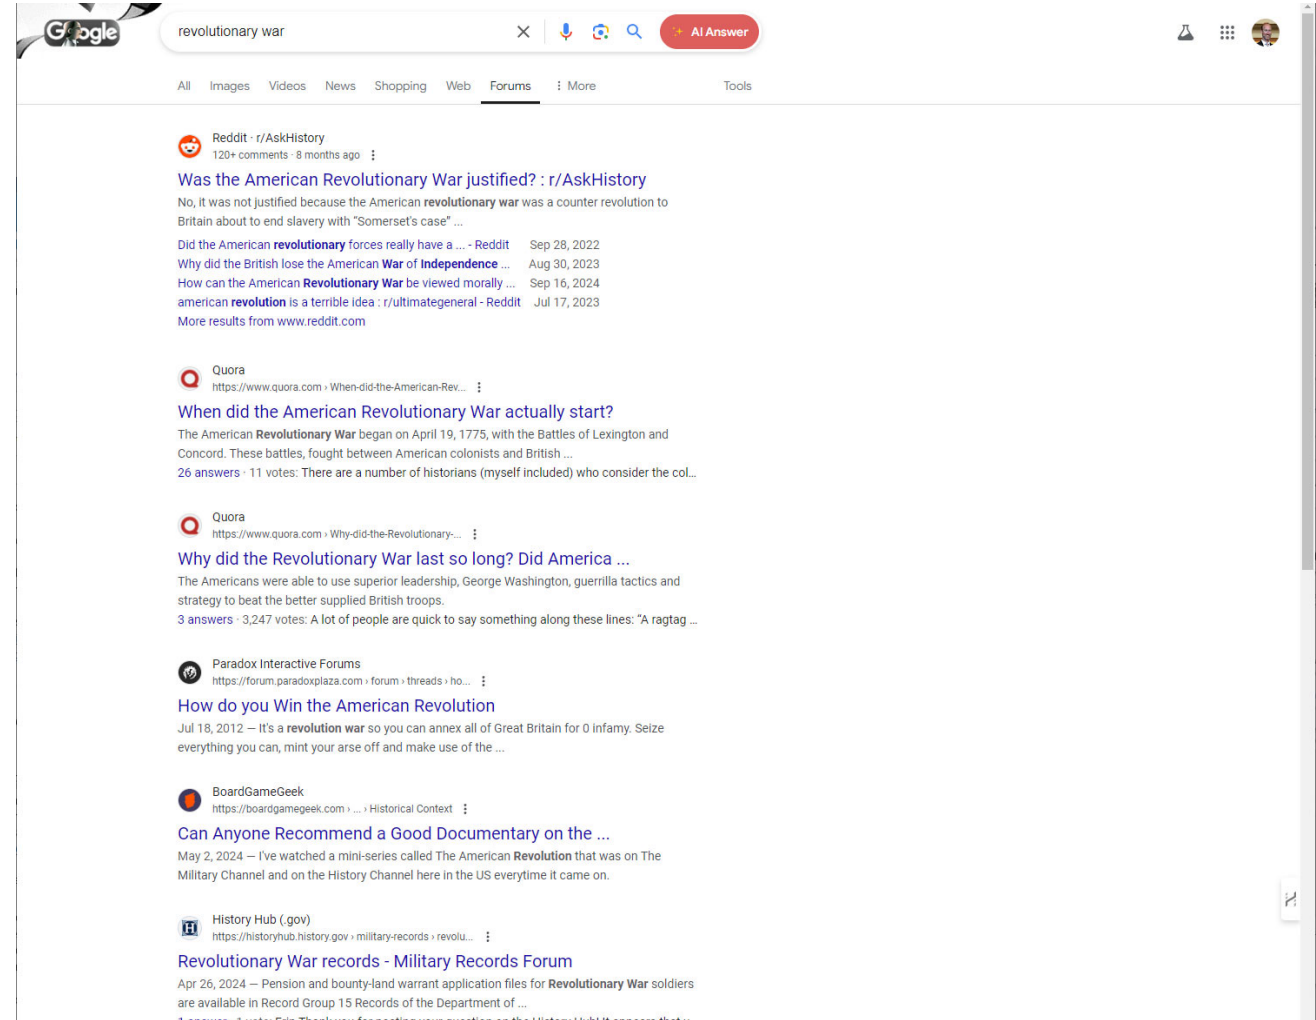 Google
revolutionary war
AI Answer
All Images Videos News Shopping Web Forums More Tools
Reddit · r/AskHistory
120+ comments · 8 months ago
Was the American Revolutionary War justified? : r/AskHistory
No, it was not justified because the American revolutionary war was a counter revolution to
Britain about to end slavery with “Somerset's case” ...
Did the American revolutionary forces really have a ... - Reddit Sep 28, 2022
Why did the British lose the American War of Independence ... Aug 30, 2023
How can the American Revolutionary War be viewed morally ... Sep 16, 2024
american revolution is a terrible idea : r/ultimategeneral - Reddit Jul 17, 2023
More results from www.reddit.com
Quora
https://www.quora.com › When-did-the-American-Rev...
When did the American Revolutionary War actually start?
The American Revolutionary War began on April 19, 1775, with the Battles of Lexington and
Concord. These battles, fought between American colonists and British ...
26 answers · 11 votes: There are a number of historians (myself included) who consider the col...
Quora
https://www.quora.com › Why-did-the-Revolutionary-...
Why did the Revolutionary War last so long? Did America ...
The Americans were able to use superior leadership, George Washington, guerrilla tactics and
strategy to beat the better supplied British troops.
3 answers · 3,247 votes: A lot of people are quick to say something along these lines: “A ragtag ...
Paradox Interactive Forums
https://forum.paradoxplaza.com › forum › threads › ho...
How do you Win the American Revolution
Jul 18, 2012 — It's a revolution war so you can annex all of Great Britain for 0 infamy. Seize
everything you can, mint your arse off and make use of the ...
BoardGameGeek
https://boardgamegeek.com › ... › Historical Context
Can Anyone Recommend a Good Documentary on the ...
May 2, 2024 — I've watched a mini-series called The American Revolution that was on The
Military Channel and on the History Channel here in the US everytime it came on.
History Hub (.gov)
https://historyhub.history.gov › military-records › revolu...
Revolutionary War records - Military Records Forum
Apr 26, 2024 — Pension and bounty-land warrant application files for Revolutionary War soldiers
are available in Record Group 15 Records of the Department of ...